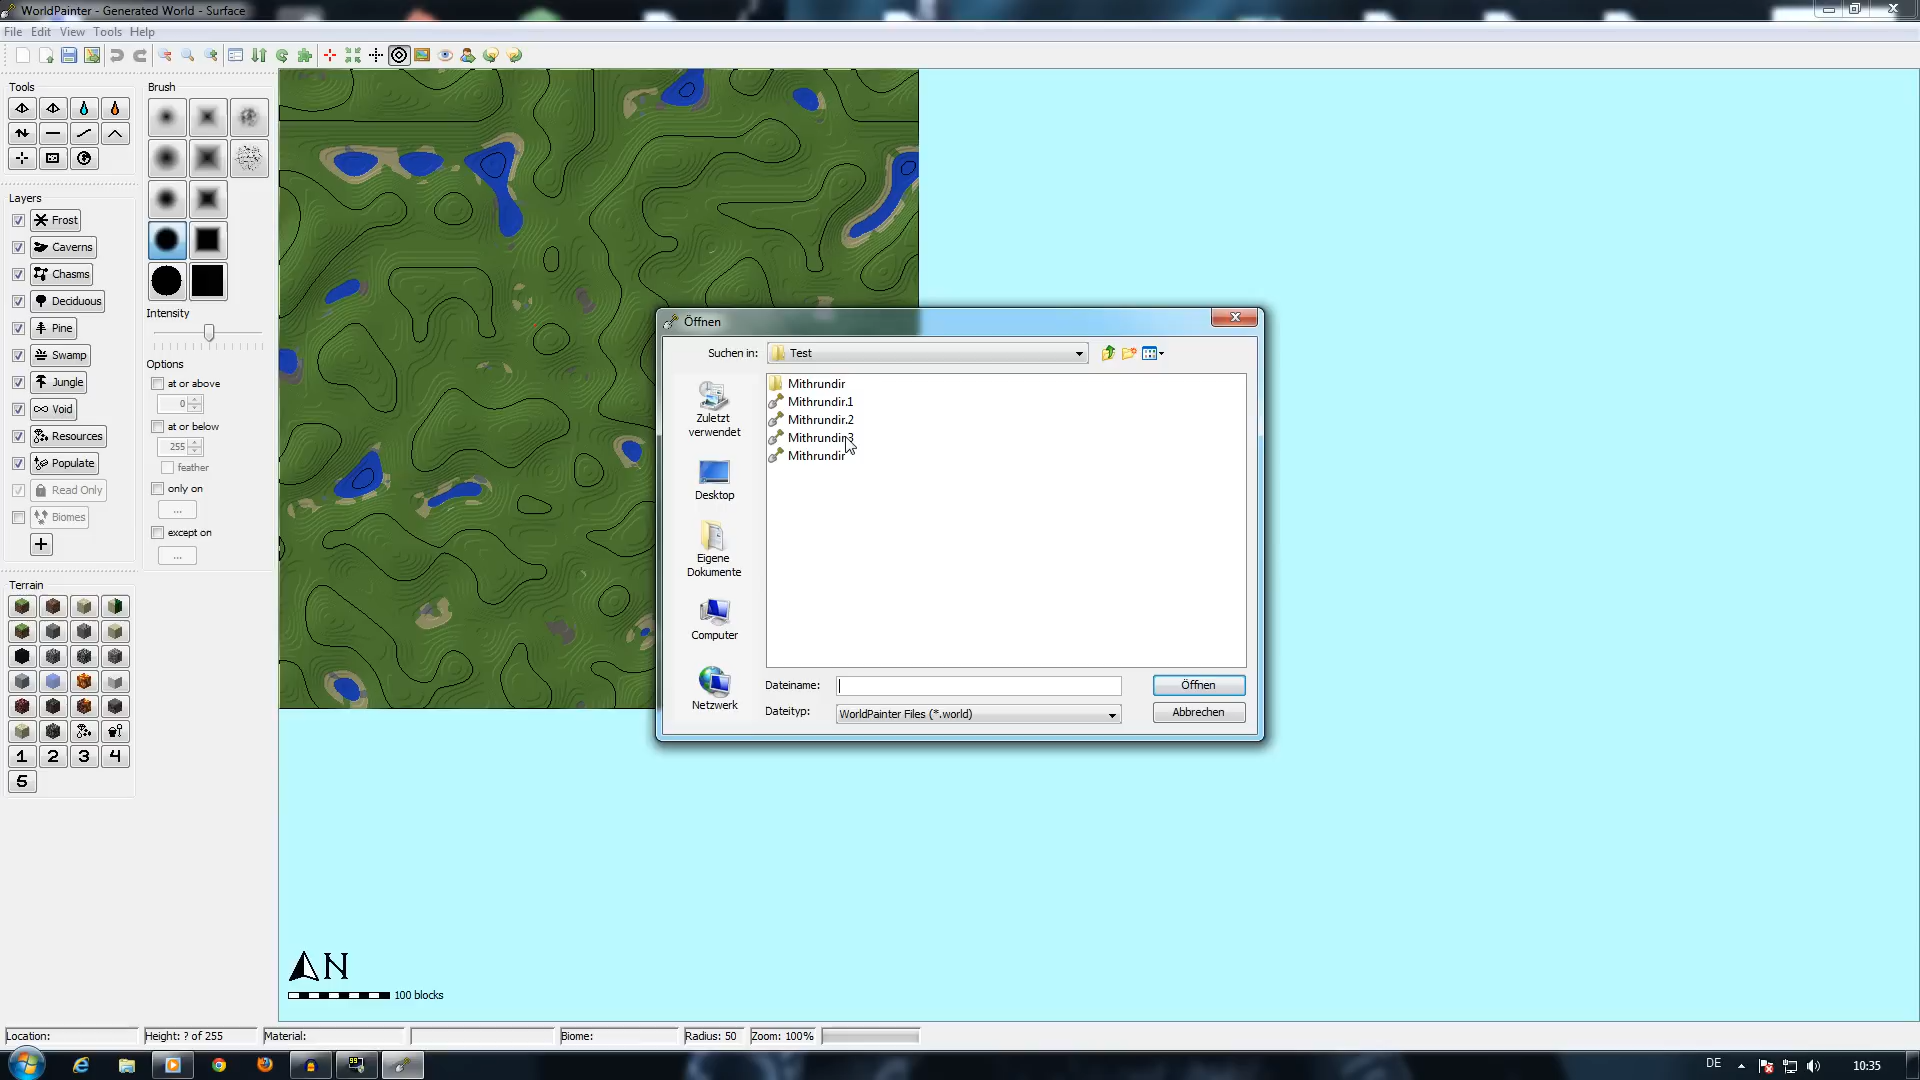 WorldPainter - Generated World - Surface
File Edit View Tools Help
Tools
Brush
Layers
Frost
Caverns
Chasms
Deciduous
Pine
Swamp
Jungle
Void
Resources
Populate
Read Only
Biomes
+
Intensity
Options
at or above
0
at or below
255
feather
only on
...
except on
...
Terrain
1 2 3 4
5
Öffnen
Suchen in: Test
Zuletzt
verwendet
Desktop
Eigene
Dokumente
Computer
Netzwerk
Mithrundir
Mithrundir.1
Mithrundir.2
Mithrundir.3
Mithrundir
Dateiname:
Öffnen
Dateityp: WorldPainter Files (*.world)
Abbrechen
N
100 blocks
Location: Height: ? of 255 Material: Biome: Radius: 50 Zoom: 100%
99
DE 10:35